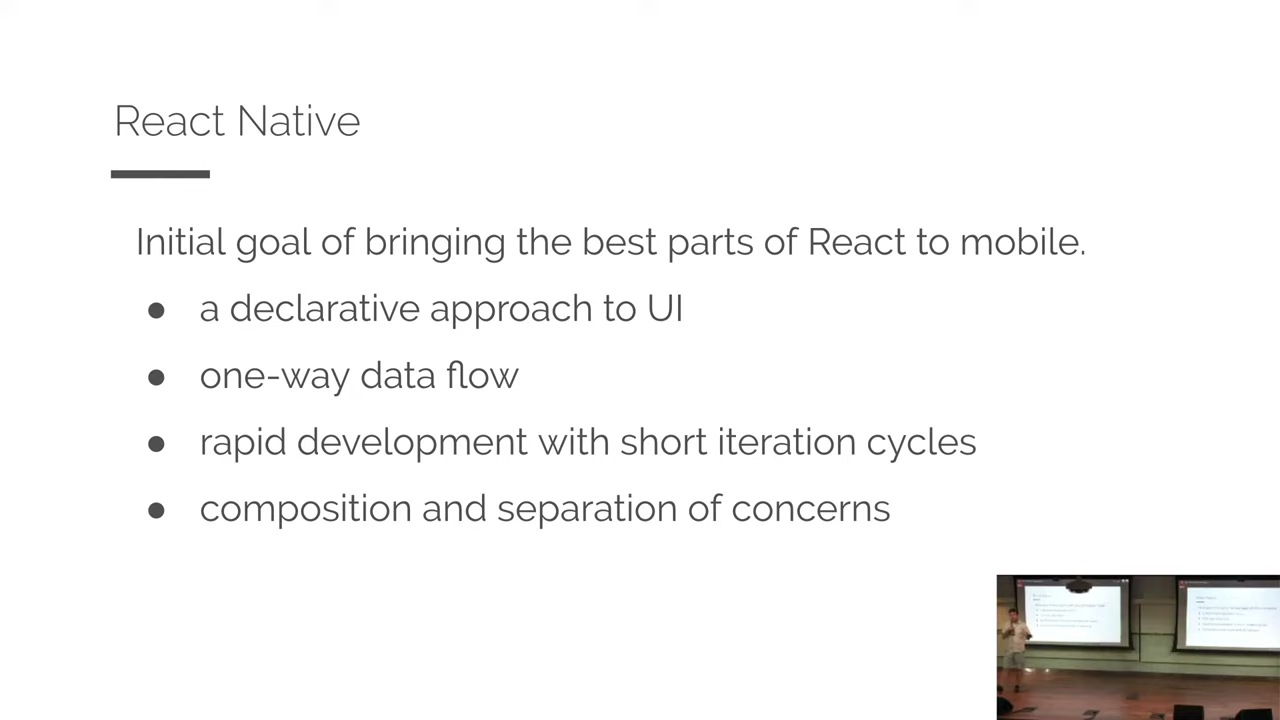 React Native
Initial goal of bringing the best parts of React to mobile.
● a declarative approach to UI
● one-way data flow
● rapid development with short iteration cycles
● composition and separation of concerns